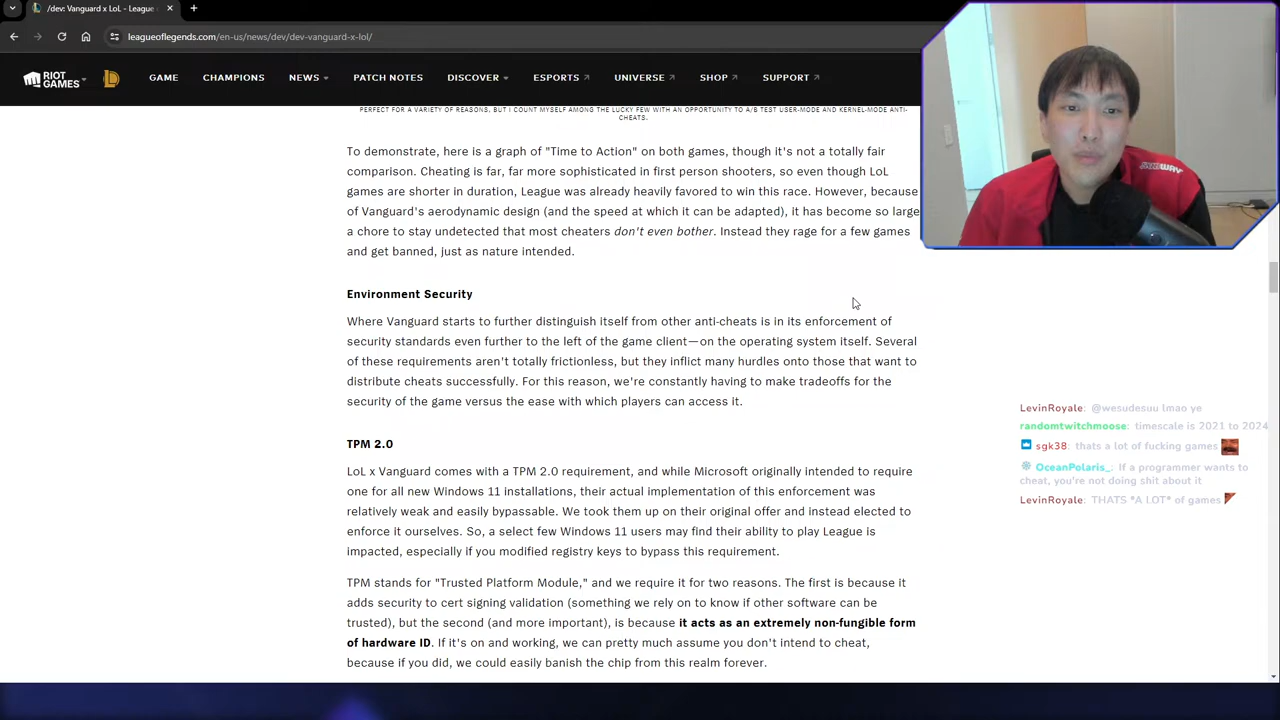 /dev: Vanguard x LoL - League
leagueoflegends.com/en-us/news/dev/dev-vanguard-x-lol/
RIOT GAMES GAME CHAMPIONS NEWS PATCH NOTES DISCOVER ESPORTS UNIVERSE SHOP SUPPORT
PERFECT FOR A VARIETY OF REASONS, BUT I COUNT MYSELF AMONG THE LUCKY FEW WITH AN OPPORTUNITY TO A/B TEST USER-MODE AND KERNEL-MODE ANTI-
CHEATS.
To demonstrate, here is a graph of "Time to Action" on both games, though it's not a totally fair
comparison. Cheating is far, far more sophisticated in first person shooters, so even though LoL
games are shorter in duration, League was already heavily favored to win this race. However, because
of Vanguard's aerodynamic design (and the speed at which it can be adapted), it has become so large
a chore to stay undetected that most cheaters don't even bother. Instead they rage for a few games
and get banned, just as nature intended.
Environment Security
Where Vanguard starts to further distinguish itself from other anti-cheats is in its enforcement of
security standards even further to the left of the game client—on the operating system itself. Several
of these requirements aren't totally frictionless, but they inflict many hurdles onto those that want to
distribute cheats successfully. For this reason, we're constantly having to make tradeoffs for the
security of the game versus the ease with which players can access it.
TPM 2.0
LoL x Vanguard comes with a TPM 2.0 requirement, and while Microsoft originally intended to require
one for all new Windows 11 installations, their actual implementation of this enforcement was
relatively weak and easily bypassable. We took them up on their original offer and instead elected to
enforce it ourselves. So, a select few Windows 11 users may find their ability to play League is
impacted, especially if you modified registry keys to bypass this requirement.
TPM stands for "Trusted Platform Module," and we require it for two reasons. The first is because it
adds security to cert signing validation (something we rely on to know if other software can be
trusted), but the second (and more important), is because it acts as an extremely non-fungible form
of hardware ID. If it's on and working, we can pretty much assume you don't intend to cheat,
because if you did, we could easily banish the chip from this realm forever.
LevinRoyale: @wesudesuu lmao ye
randomtwitchmoose: timescale is 2021 to 2024
sgk38: thats a lot of fucking games
OceanPolaris_: If a programmer wants to
cheat, you're not doing shit about it
LevinRoyale: THATS *A LOT* of games